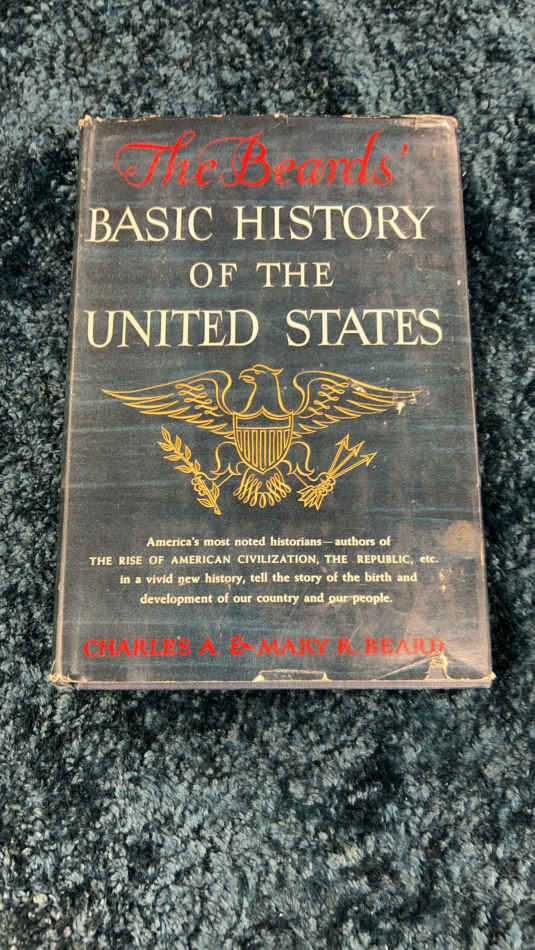 The Beards'
BASIC HISTORY
OF THE
UNITED STATES
America's most noted historians—authors of
THE RISE OF AMERICAN CIVILIZATION, THE REPUBLIC, etc.
in a vivid new history, tell the story of the birth and
development of our country and our people.
CHARLES A. & MARY R. BEARD